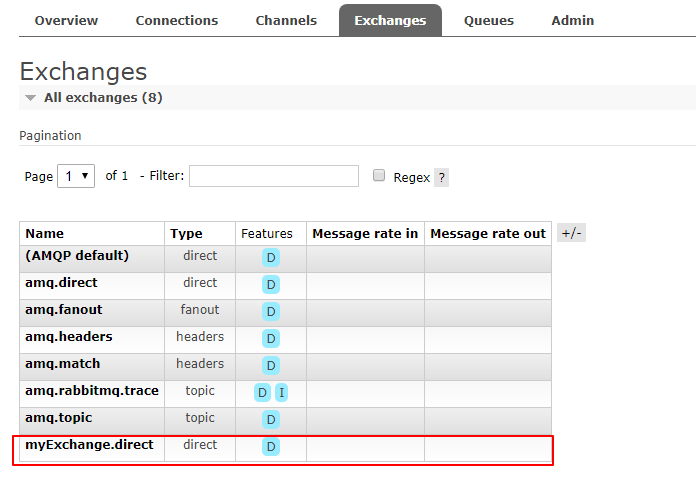 Overview Connections Channels Exchanges Queues Admin
Exchanges
All exchanges (8)
Pagination
Page 1 of 1 - Filter: Regex ?
Name Type Features Message rate in Message rate out +/-
(AMQP default) direct D
amq.direct direct D
amq.fanout fanout D
amq.headers headers D
amq.match headers D
amq.rabbitmq.trace topic D I
amq.topic topic D
myExchange.direct direct D